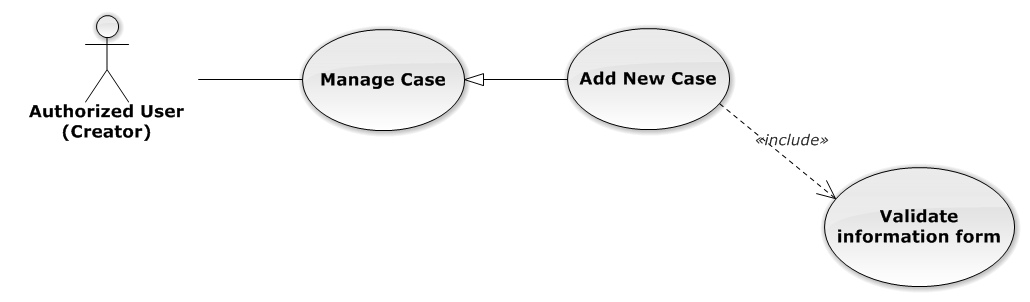 Authorized User
(Creator)
Manage Case
Add New Case
«include»
Validate
information form